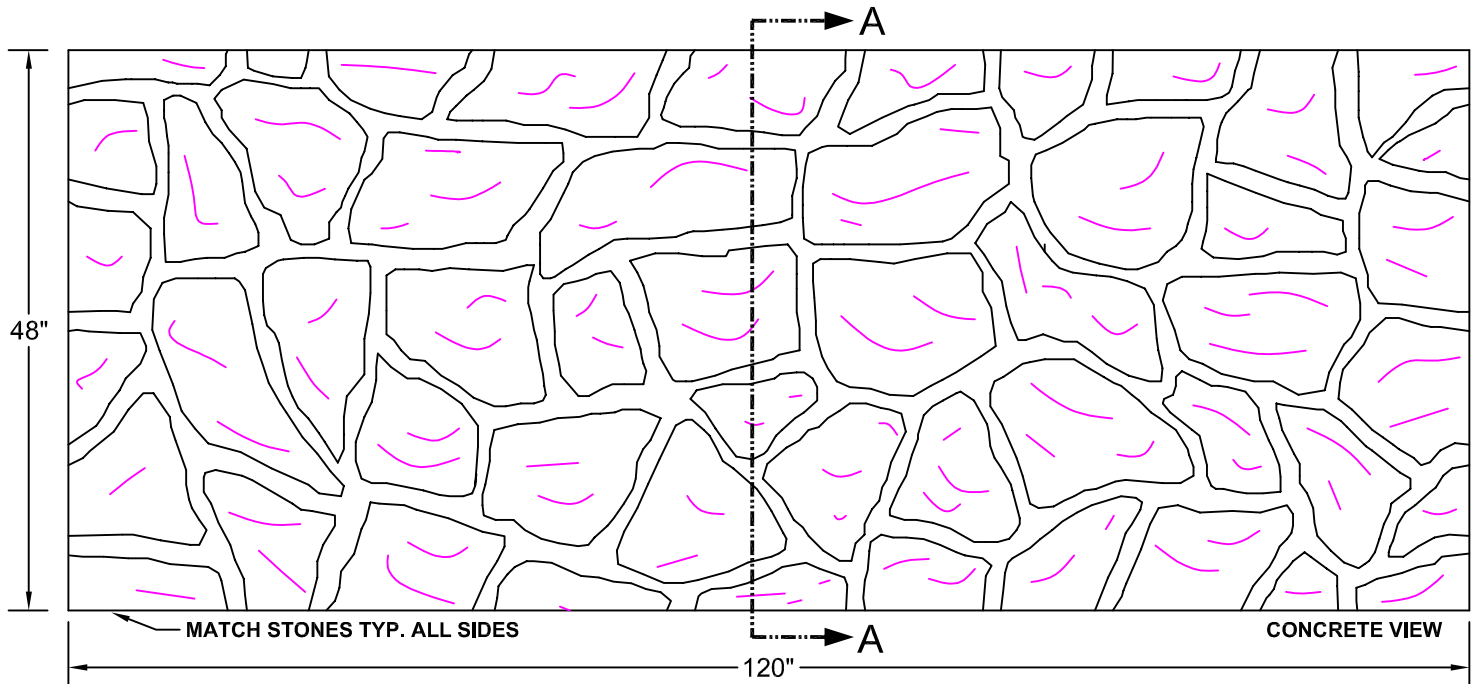 A
48"
MATCH STONES TYP. ALL SIDES
A
CONCRETE VIEW
120"